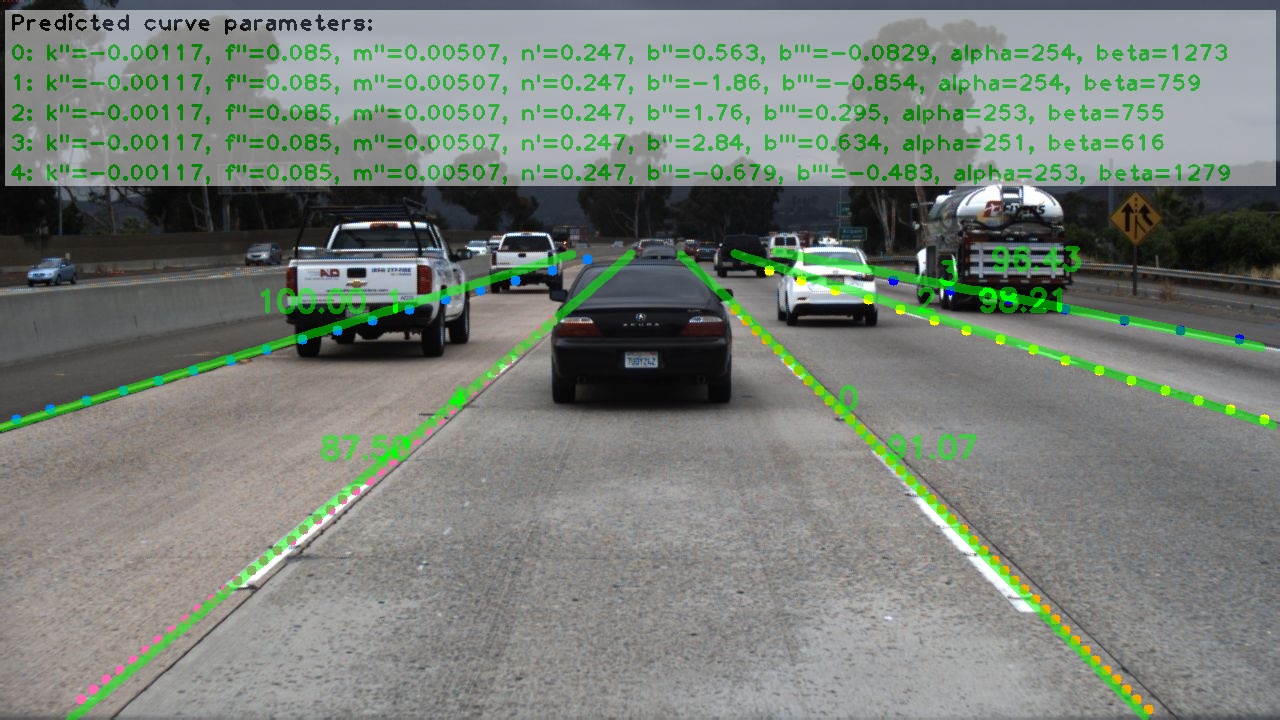 Predicted curve parameters:
0: k''=-0.00117, f''=0.085, m''=0.00507, n'=0.247, b''=0.563, b'''=-0.0829, alpha=254, beta=1273
1: k''=-0.00117, f''=0.085, m''=0.00507, n'=0.247, b''=-1.86, b'''=-0.854, alpha=254, beta=759
2: k''=-0.00117, f''=0.085, m''=0.00507, n'=0.247, b''=1.76, b'''=0.295, alpha=253, beta=755
3: k''=-0.00117, f''=0.085, m''=0.00507, n'=0.247, b''=2.84, b'''=0.634, alpha=251, beta=616
4: k''=-0.00117, f''=0.085, m''=0.00507, n'=0.247, b''=-0.679, b'''=-0.483, alpha=253, beta=1279
Airport
3 96.43
AD
100.00 1
2 98.21
ACURA
0
87.50
91.07